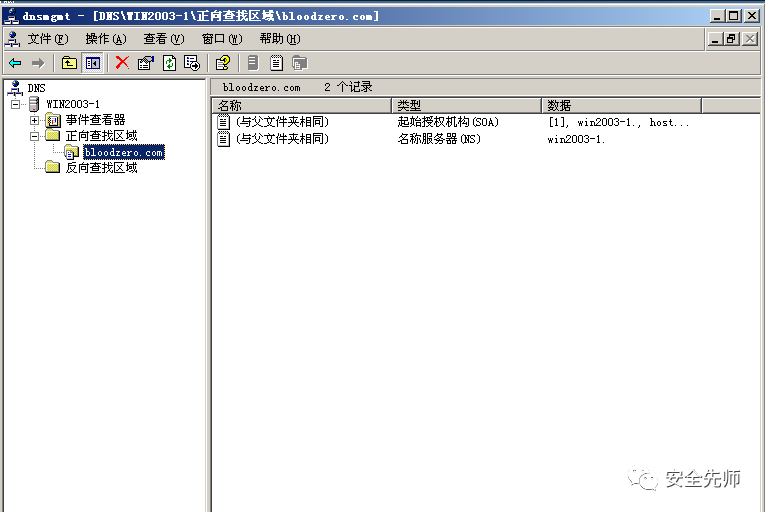 dnsmgmt - [DNS\WIN2003-1\正向查找区域\bloodzero.com]
文件(F) 操作(A) 查看(V) 窗口(W) 帮助(H)
DNS
WIN2003-1
事件查看器
正向查找区域
bloodzero.com
反向查找区域
bloodzero.com 2 个记录
名称 类型 数据
(与父文件夹相同) 起始授权机构(SOA) [1], win2003-1., host...
(与父文件夹相同) 名称服务器(NS) win2003-1.
安全先师